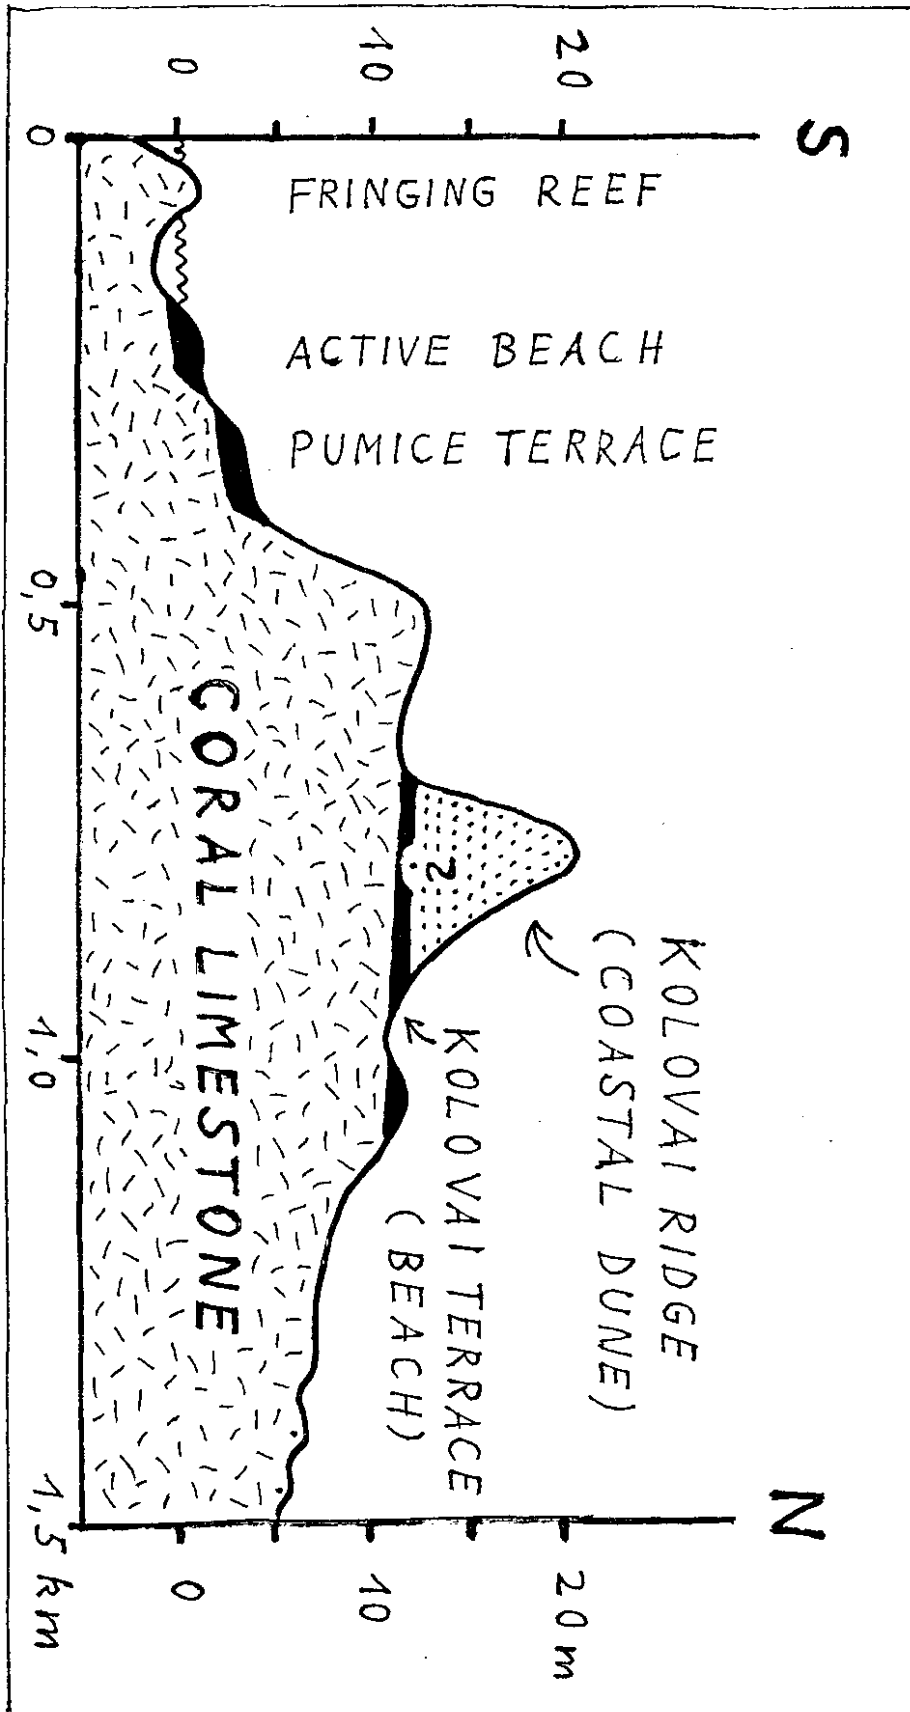 S
N
20
10
0
20 m
10
0
FRINGING REEF
ACTIVE BEACH
PUMICE TERRACE
KOLOVAI RIDGE
(COASTAL DUNE)
KOLOVAI TERRACE
(BEACH)
?
CORAL LIMESTONE
0
0,5
1,0
1,5 km